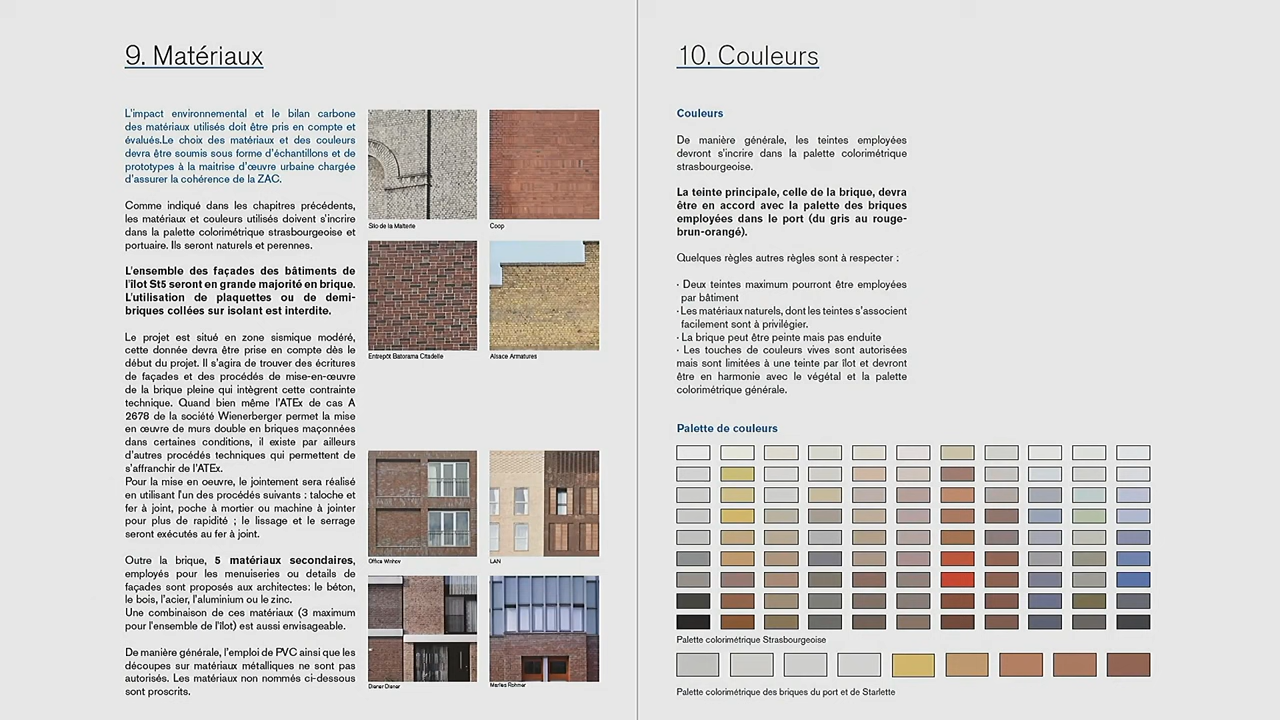 9. Matériaux
L'impact environnemental et le bilan carbone
des matériaux utilisés doit être pris en compte et
évalués.Le choix des matériaux et des couleurs
devra être soumis sous forme d'échantillons et de
prototypes à la maitrise d'œuvre urbaine chargée
d'assurer la cohérence de la ZAC.
Comme indiqué dans les chapitres précédents,
les matériaux et couleurs utilisés doivent s'incrire
dans la palette colorimétrique strasbourgeoise et
portuaire. Ils seront naturels et perennes.
L'ensemble des façades des bâtiments de
l'îlot St5 seront en grande majorité en brique.
L'utilisation de plaquettes ou de demi-
briques collées sur isolant est interdite.
Le projet est situé en zone sismique modéré,
cette donnée devra être prise en compte dès le
début du projet. Il s'agira de trouver des écritures
de façades et des procédés de mise-en-œuvre
de la brique pleine qui intègrent cette contrainte
technique. Quand bien même l'ATEx de cas A
2678 de la société Wienerberger permet la mise
en œuvre de murs double en briques maçonnées
dans certaines conditions, il existe par ailleurs
d'autres procédés techniques qui permettent de
s'affranchir de l'ATEx.
Pour la mise en oeuvre, le jointement sera réalisé
en utilisant l'un des procédés suivants : taloche et
fer à joint, poche à mortier ou machine à jointer
pour plus de rapidité ; le lissage et le serrage
seront exécutés au fer à joint.
Outre la brique, 5 matériaux secondaires,
employés pour les menuiseries ou details de
façades sont proposés aux architectes: le béton,
le bois, l'acier, l'aluminium ou le zinc.
Une combinaison de ces matériaux (3 maximum
pour l'ensemble de l'îlot) est aussi envisageable.
De manière générale, l'emploi de PVC ainsi que les
découpes sur matériaux métalliques ne sont pas
autorisés. Les matériaux non nommés ci-dessous
sont proscrits.
Silo de la Malterie
Coop
Entrepôt Batorama Citadelle
Alsace Armatures
Office Winhov
LAN
Diener Diener
Marlies Rohmer
10. Couleurs
Couleurs
De manière générale, les teintes employées
devront s'incrire dans la palette colorimétrique
strasbourgeoise.
La teinte principale, celle de la brique, devra
être en accord avec la palette des briques
employées dans le port (du gris au rouge-
brun-orangé).
Quelques règles autres règles sont à respecter :
· Deux teintes maximum pourront être employées
par bâtiment
· Les matériaux naturels, dont les teintes s'associent
facilement sont à privilégier.
· La brique peut être peinte mais pas enduite
· Les touches de couleurs vives sont autorisées
mais sont limitées à une teinte par îlot et devront
être en harmonie avec le végétal et la palette
colorimétrique générale.
Palette de couleurs
Palette colorimétrique Strasbourgeoise
Palette colorimétrique des briques du port et de Starlette